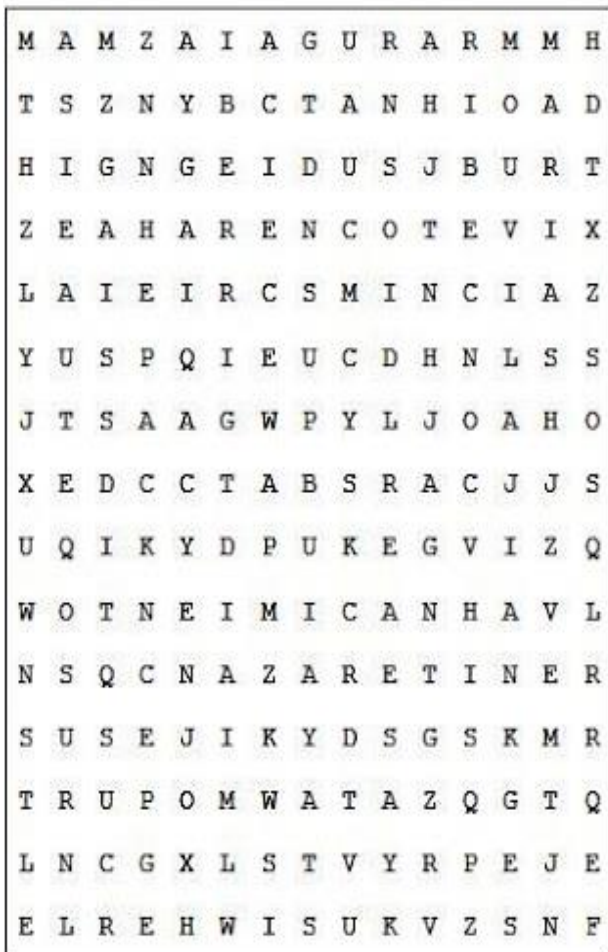 M A M Z A I A G U R A R M M H
T S Z N Y B C T A N H I O A D
H I G N G E I D U S J B U R T
Z E A H A R E N C O T E V I X
L A I E I R C S M I N C I A Z
Y U S P Q I E U C D H N L S S
J T S A A G W P Y L J O A H O
X E D C C T A B S R A C J J S
U Q I K Y D P U K E G V I Z Q
W O T N E I M I C A N H A V L
N S Q C N A Z A R E T I N E R
S U S E J I K Y D S G S K M R
T R U P O M W A T A Z Q G T Q
L N C G X L S T V Y R P E J E
E L R E H W I S U K V Z S N F